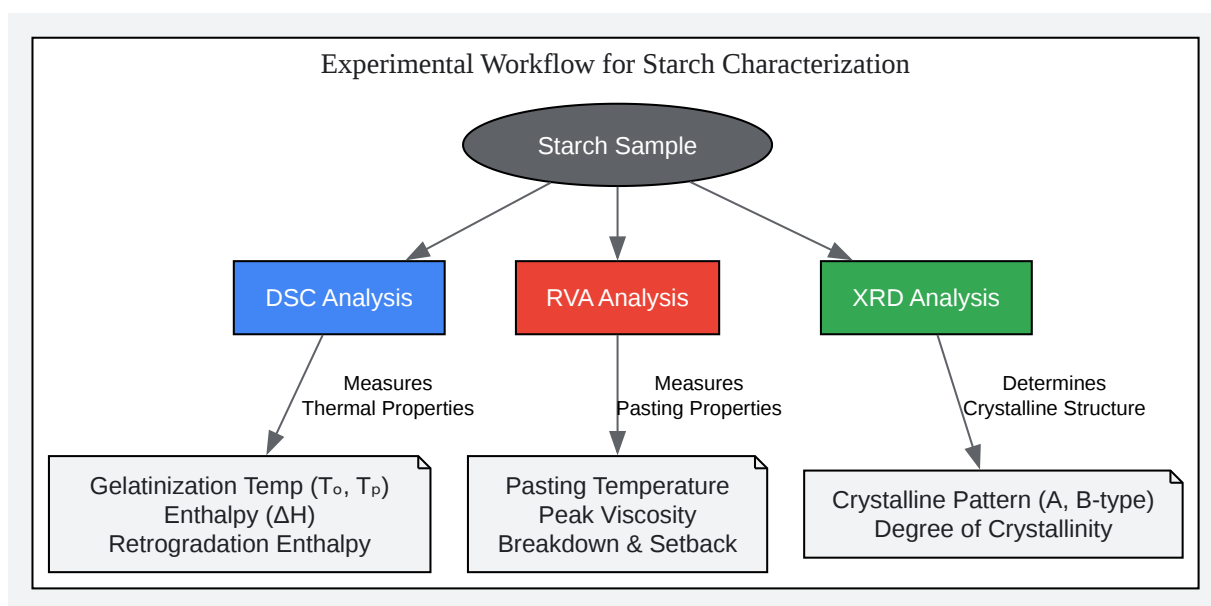 Experimental Workflow for Starch Characterization
Starch Sample
DSC Analysis
RVA Analysis
XRD Analysis
Measures
Thermal Properties
Measures
Pasting Properties
Determines
Crystalline Structure
Gelatinization Temp (Tₒ, Tₚ)
Enthalpy (ΔH)
Retrogradation Enthalpy
Pasting Temperature
Peak Viscosity
Breakdown & Setback
Crystalline Pattern (A, B-type)
Degree of Crystallinity